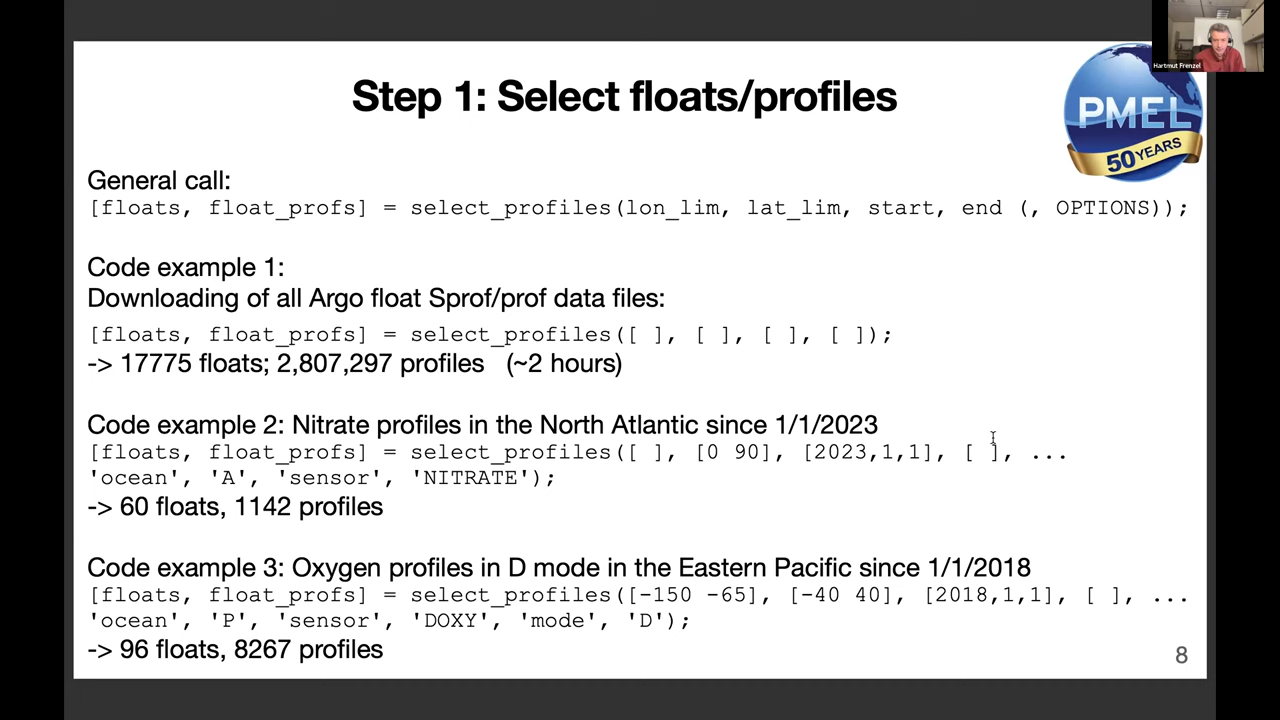 Hartmut Frenzel
Step 1: Select floats/profiles
PMEL
50 YEARS
General call:
[floats, float_profs] = select_profiles(lon_lim, lat_lim, start, end (, OPTIONS));
Code example 1:
Downloading of all Argo float Sprof/prof data files:
[floats, float_profs] = select_profiles([ ], [ ], [ ], [ ]);
-> 17775 floats; 2,807,297 profiles (~2 hours)
Code example 2: Nitrate profiles in the North Atlantic since 1/1/2023
[floats, float_profs] = select_profiles([ ], [0 90], [2023,1,1], [ ], ...
'ocean', 'A', 'sensor', 'NITRATE');
-> 60 floats, 1142 profiles
Code example 3: Oxygen profiles in D mode in the Eastern Pacific since 1/1/2018
[floats, float_profs] = select_profiles([-150 -65], [-40 40], [2018,1,1], [ ], ...
'ocean', 'P', 'sensor', 'DOXY', 'mode', 'D');
-> 96 floats, 8267 profiles
8